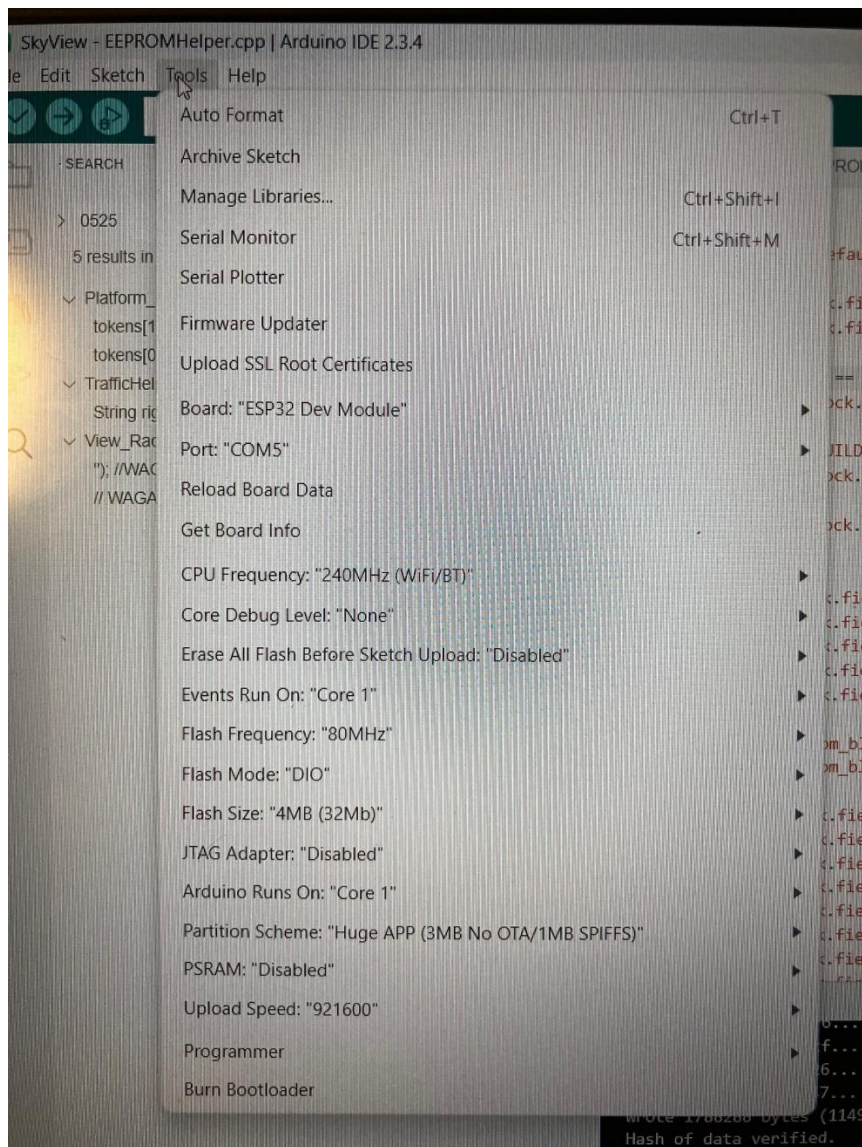 SkyView - EEPROMHelper.cpp | Arduino IDE 2.3.4
le Edit Sketch Tools Help
Auto Format Ctrl+T
Archive Sketch
Manage Libraries... Ctrl+Shift+I
Serial Monitor Ctrl+Shift+M
Serial Plotter
Firmware Updater
Upload SSL Root Certificates
Board: "ESP32 Dev Module"
Port: "COM5"
Reload Board Data
Get Board Info
CPU Frequency: "240MHz (WiFi/BT)"
Core Debug Level: "None"
Erase All Flash Before Sketch Upload: "Disabled"
Events Run On: "Core 1"
Flash Frequency: "80MHz"
Flash Mode: "DIO"
Flash Size: "4MB (32Mb)"
JTAG Adapter: "Disabled"
Arduino Runs On: "Core 1"
Partition Scheme: "Huge APP (3MB No OTA/1MB SPIFFS)"
PSRAM: "Disabled"
Upload Speed: "921600"
Programmer
Burn Bootloader
SEARCH
0525
5 results in
Platform_
tokens[1
tokens[0
TrafficHel
String rig
View_Rad
"); //WAG
// WAGA
Hash of data verified.